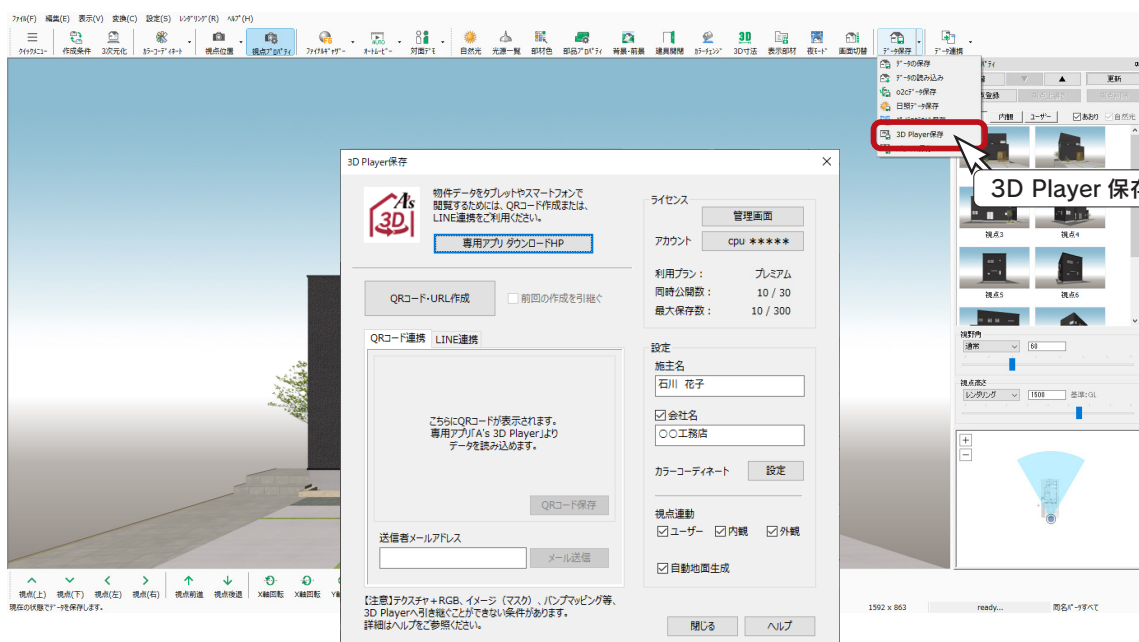 ファイル(F) 編集(E) 表示(V) 変換(C) 設定(S) レンダリング(R) ヘルプ(H)
クイックメニュー 作成条件 3次元化 カラーコーディネート 視点位置 視点プロパティ ファイルギャザー オートムービー 対面デモ 自然光 光源一覧 部材色 部品プロパティ 背景・前景 建具開閉 カラーチェンジ 3D寸法 表示部材 夜モード 画面切替 データ保存 データ連携
データの保存
データの読み込み
o2cデータ保存
日照データ保存
3D Player保存
3D Player 保存
更新
内観 ユーザー あおり 自然光
視点3 視点4
視点5 視点6
視野角
通常 60
視点高さ
レンダリング 1500 基準:GL
3D Player保存
A's
3D
物件データをタブレットやスマートフォンで
閲覧するためには、QRコード作成または、
LINE連携をご利用ください。
専用アプリ ダウンロードHP
QRコード・URL作成 前回の作成を引継ぐ
QRコード連携 LINE連携
こちらにQRコードが表示されます。
専用アプリ「A's 3D Player」より
データを読み込めます。
QRコード保存
送信者メールアドレス
メール送信
【注意】テクスチャ+RGB、イメージ(マスク)、バンプマッピング等、
3D Playerへ引き継ぐことができない条件があります。
詳細はヘルプをご参照ください。
ライセンス
管理画面
アカウント cpu *****
利用プラン: プレミアム
同時公開数: 10 / 30
最大保存数: 10 / 300
設定
施主名
石川 花子
会社名
○○工務店
カラーコーディネート 設定
視点連動
ユーザー 内観 外観
自動地面生成
閉じる ヘルプ
視点(上) 視点(下) 視点(左) 視点(右) 視点前進 視点後退 X軸回転 X軸回転
現在の状態でデータを保存します。
1592 x 863 ready... 同名パーツすべて